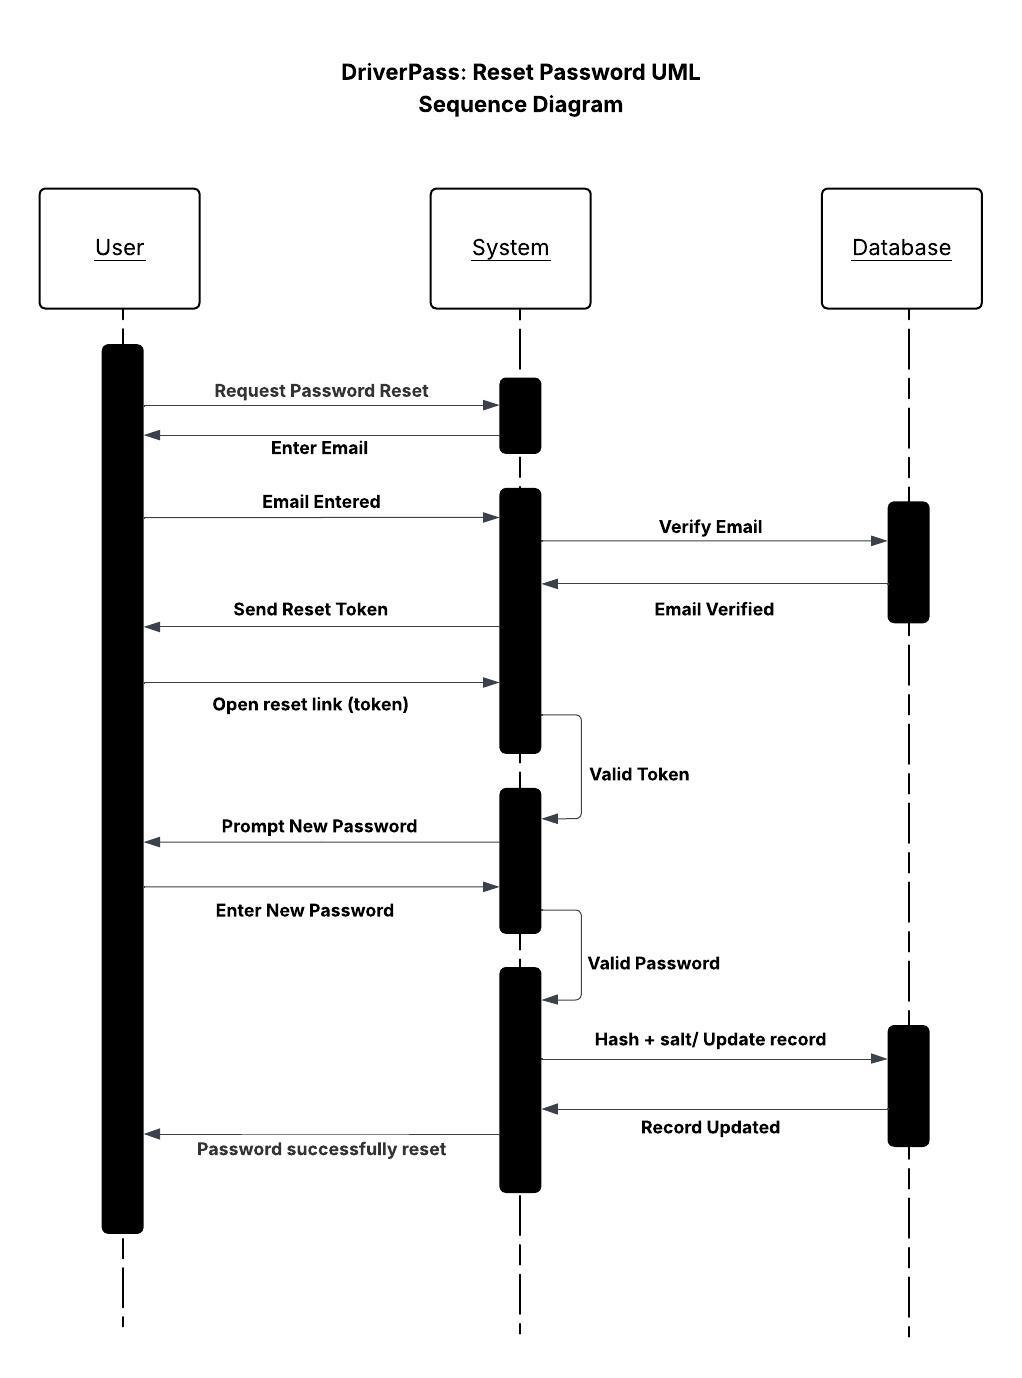 DriverPass: Reset Password UML
Sequence Diagram
User
System
Database
Request Password Reset
Enter Email
Email Entered
Verify Email
Email Verified
Send Reset Token
Open reset link (token)
Valid Token
Prompt New Password
Enter New Password
Valid Password
Hash + salt/ Update record
Record Updated
Password successfully reset